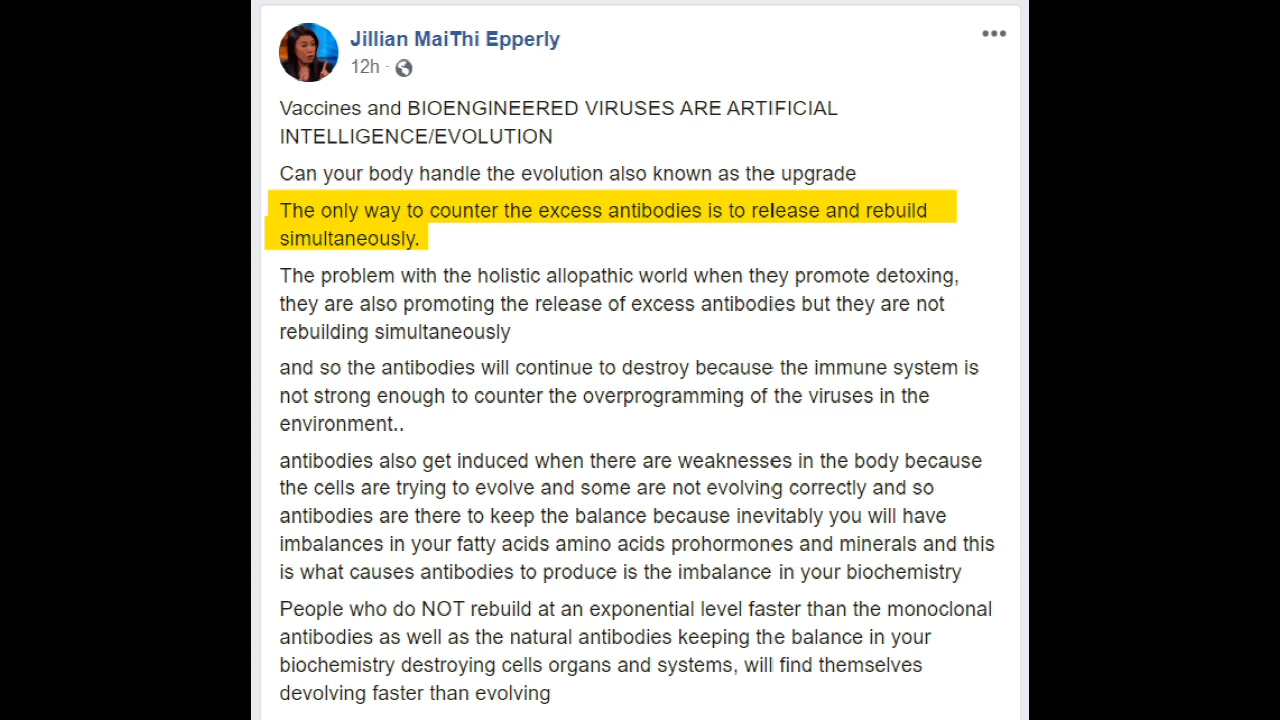 Jillian MaiThi Epperly
12h ·
Vaccines and BIOENGINEERED VIRUSES ARE ARTIFICIAL
INTELLIGENCE/EVOLUTION
Can your body handle the evolution also known as the upgrade
The only way to counter the excess antibodies is to release and rebuild
simultaneously.
The problem with the holistic allopathic world when they promote detoxing,
they are also promoting the release of excess antibodies but they are not
rebuilding simultaneously
and so the antibodies will continue to destroy because the immune system is
not strong enough to counter the overprogramming of the viruses in the
environment..
antibodies also get induced when there are weaknesses in the body because
the cells are trying to evolve and some are not evolving correctly and so
antibodies are there to keep the balance because inevitably you will have
imbalances in your fatty acids amino acids prohormones and minerals and this
is what causes antibodies to produce is the imbalance in your biochemistry
People who do NOT rebuild at an exponential level faster than the monoclonal
antibodies as well as the natural antibodies keeping the balance in your
biochemistry destroying cells organs and systems, will find themselves
devolving faster than evolving